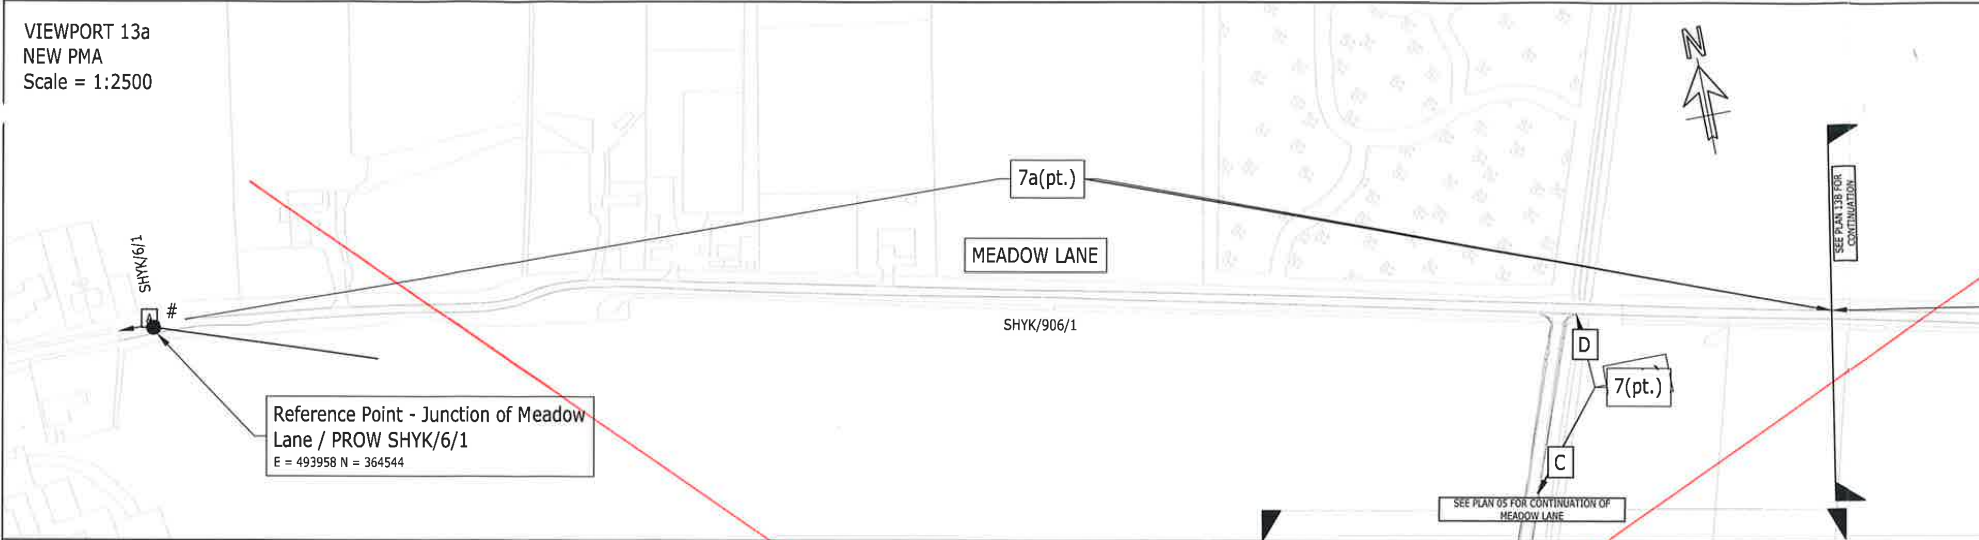 VIEWPORT 13a
NEW PMA
Scale = 1:2500
N
7a(pt.)
SEE PLAN 13B FOR
CONTINUATION
SHYK/6/1
MEADOW LANE
A
#
SHYK/906/1
D
7(pt.)
Reference Point - Junction of Meadow
Lane / PROW SHYK/6/1
E = 493958 N = 364544
C
SEE PLAN 05 FOR CONTINUATION OF
MEADOW LANE